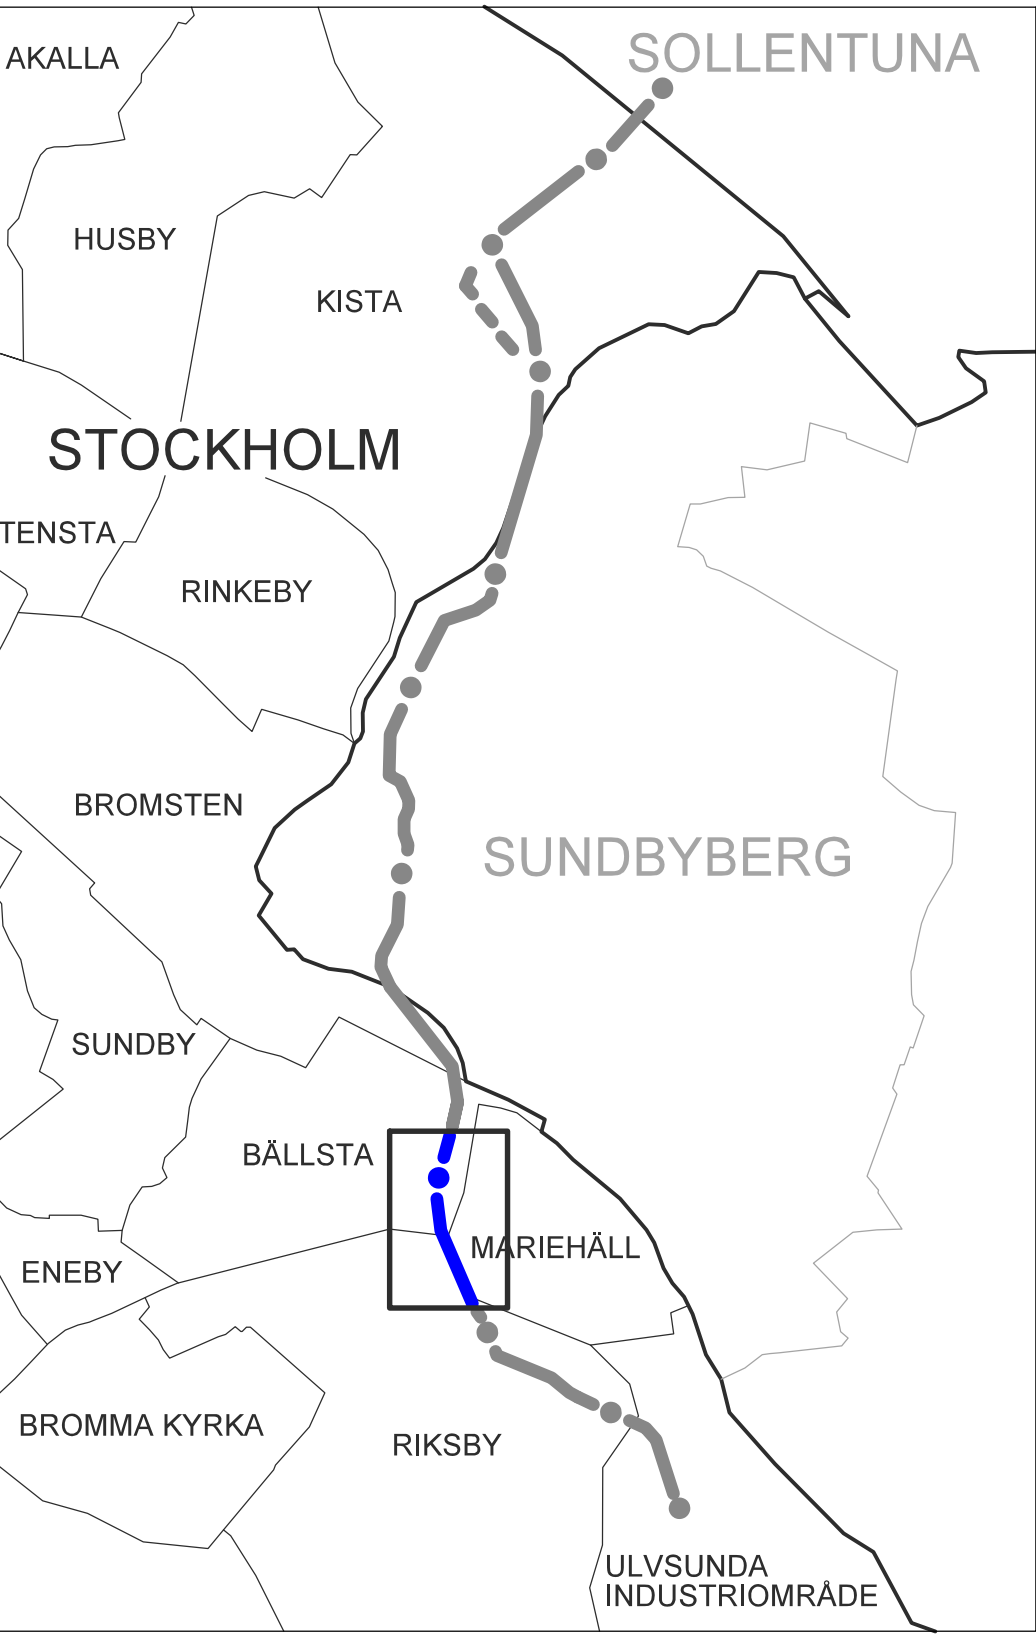 SOLLENTUNA
AKALLA
HUSBY
KISTA
STOCKHOLM
TENSTA
RINKEBY
BROMSTEN
SUNDBYBERG
SUNDBY
BÄLLSTA
MARIEHÄLL
ENEBY
BROMMA KYRKA
RIKSBY
ULVSUNDA
INDUSTRIOMRÅDE